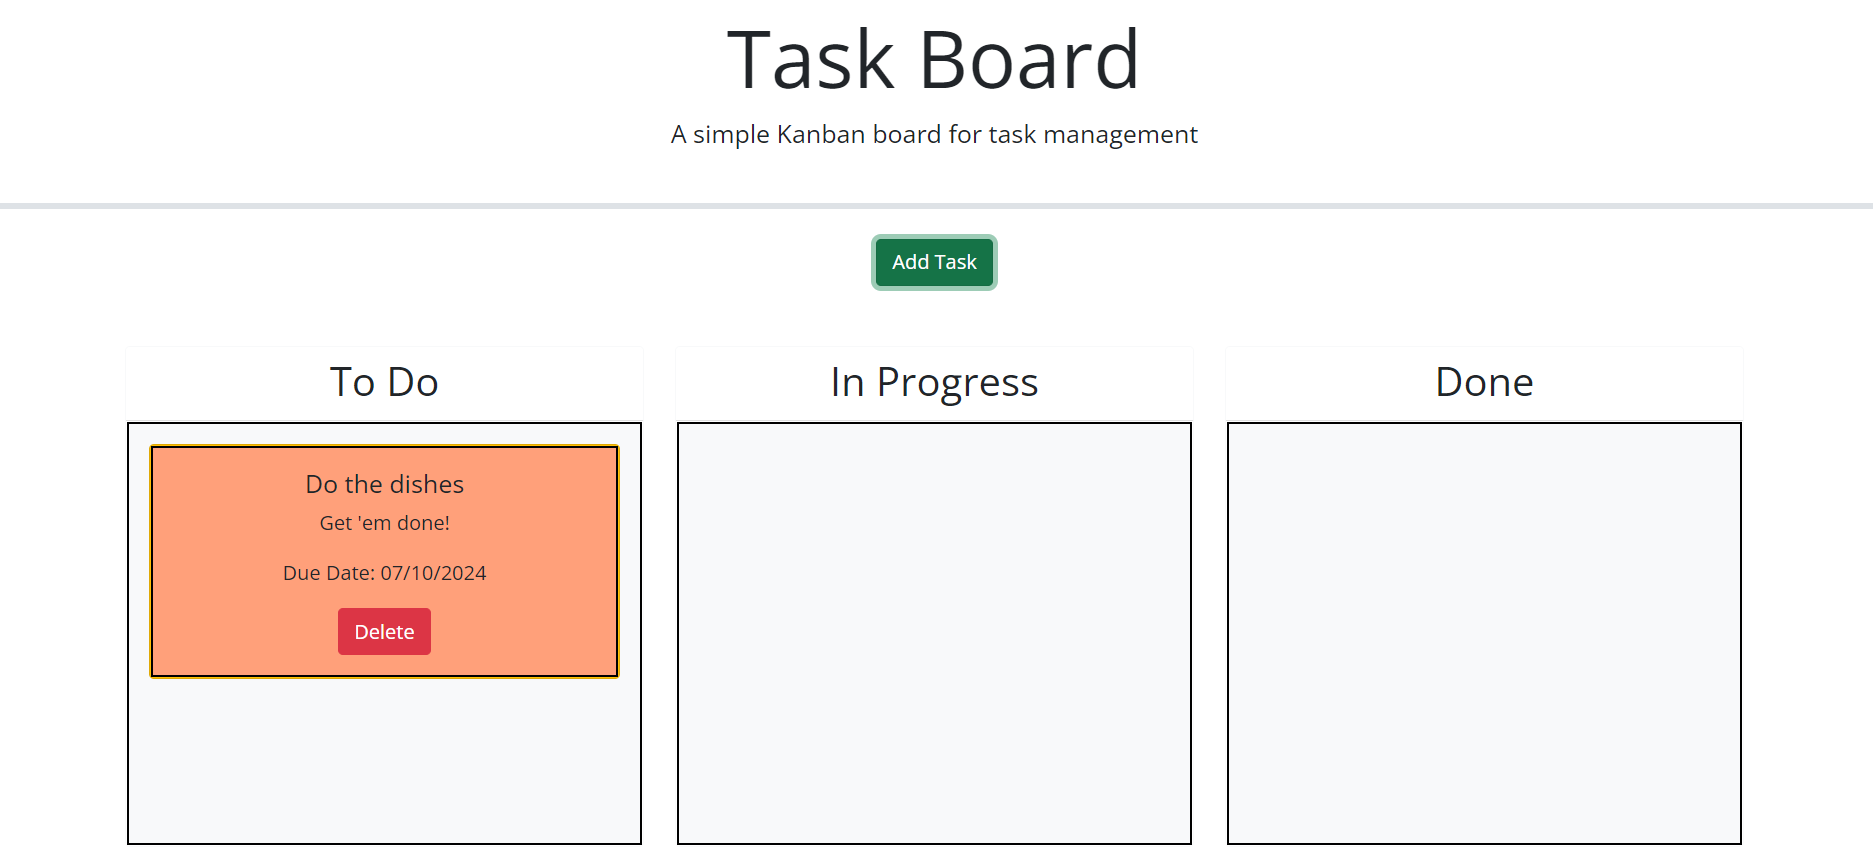 Task Board
A simple Kanban board for task management
Add Task
To Do
In Progress
Done
Do the dishes
Get 'em done!
Due Date: 07/10/2024
Delete